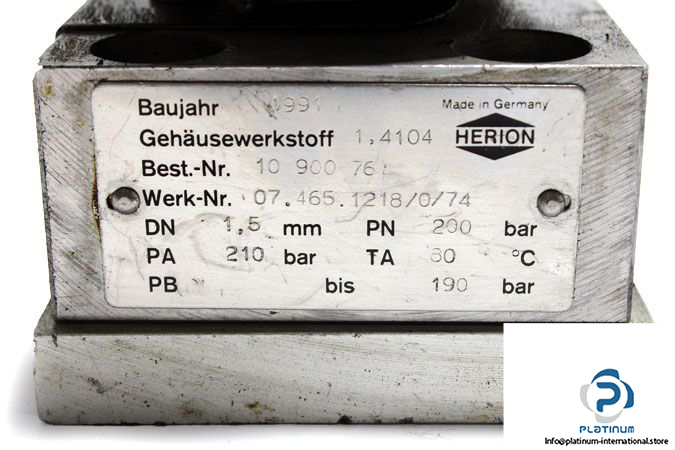 Baujahr 1991
Made in Germany
Gehäusewerkstoff 1.4104
HERION
Best.-Nr. 10 900 76
Werk-Nr. 07.465.1218/0/74
DN 1,5 mm PN 200 bar
PA 210 bar TA 80 °C
PB bis 190 bar
PLATINUM
Info@platinum-international.store